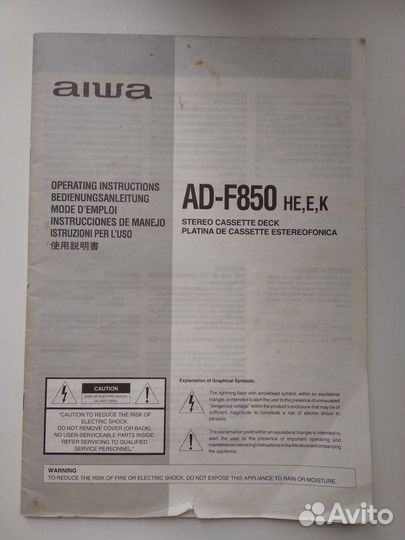 aiwa
OPERATING INSTRUCTIONS
BEDIENUNGSANLEITUNG
MODE D'EMPLOI
INSTRUCCIONES DE MANEJO
ISTRUZIONI PER L'USO
使用説明書
AD-F850 HE,E,K
STEREO CASSETTE DECK
PLATINA DE CASSETTE ESTEREOFONICA
CAUTION
RISK OF ELECTRIC SHOCK
DO NOT OPEN
"CAUTION:TO REDUCE THE RISK OF
ELECTRIC SHOCK,
DO NOT REMOVE COVER (OR BACK).
NO USER-SERVICEABLE PARTS INSIDE.
REFER SERVICING TO QUALIFIED
SERVICE PERSONNEL."
Explanation of Graphical Symbols:
The lightning flash with arrowhead symbol, within an equilateral
triangle, is intended to alert the user to the presence of uninsulated
"dangerous voltage" within the product's enclosure that may be of
sufficient magnitude to constitute a risk of electric shock to
persons.
The exclamation point within an equilateral triangle is intended to
alert the user to the presence of important operating and
maintenance (servicing) instructions in the literature accompanying
the appliance.
WARNING
TO REDUCE THE RISK OF FIRE OR ELECTRIC SHOCK, DO NOT EXPOSE THIS APPLIANCE TO RAIN OR MOISTURE.
Avito